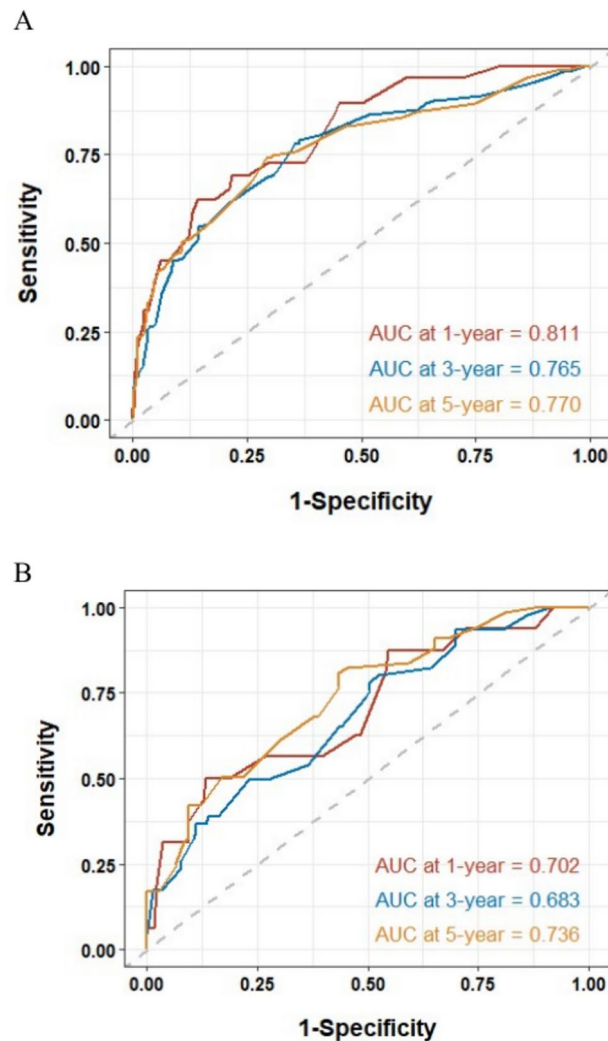 A
1.00
0.75
0.50
0.25
0.00
Sensitivity
AUC at 1-year = 0.811
AUC at 3-year = 0.765
AUC at 5-year = 0.770
0.00 0.25 0.50 0.75 1.00
1-Specificity
B
1.00
0.75
0.50
0.25
0.00
Sensitivity
AUC at 1-year = 0.702
AUC at 3-year = 0.683
AUC at 5-year = 0.736
0.00 0.25 0.50 0.75 1.00
1-Specificity